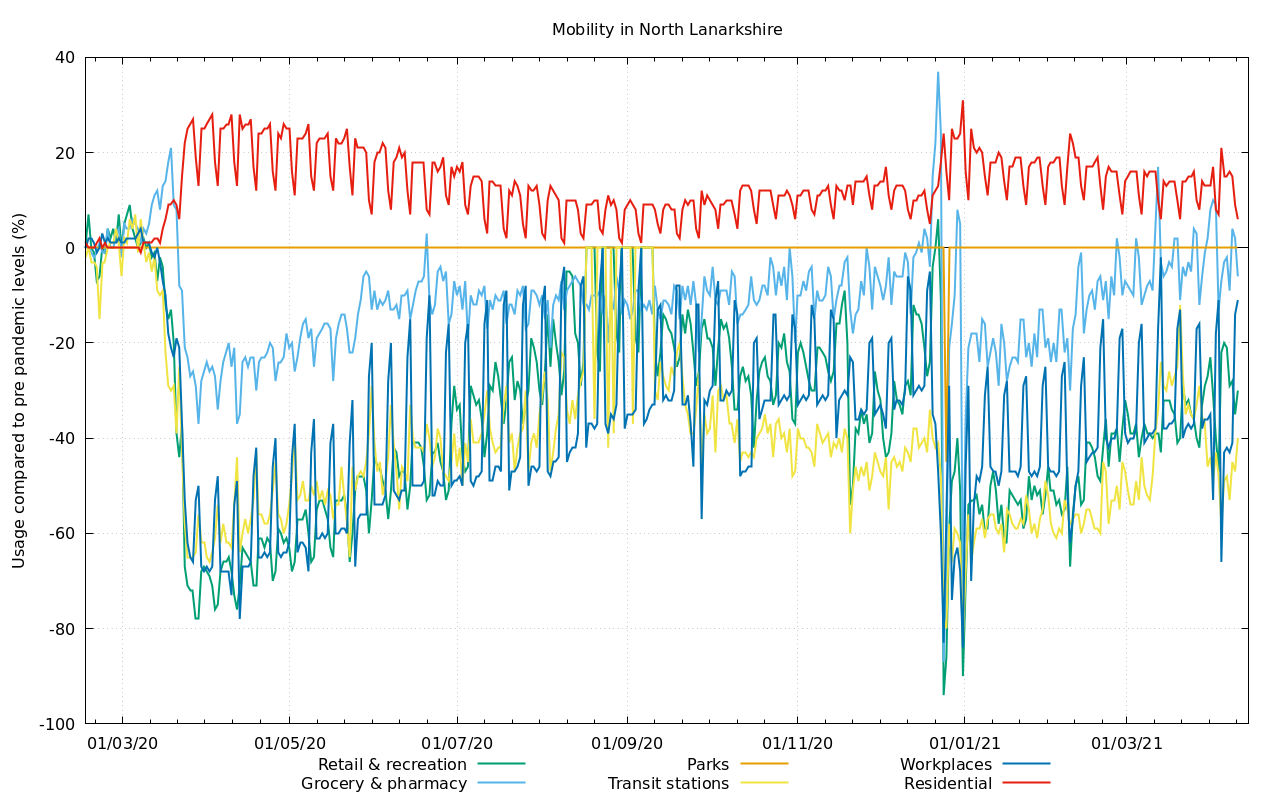 Mobility in North Lanarkshire
Usage compared to pre pandemic levels (%)
40
20
0
-20
-40
-60
-80
-100
01/03/20 01/05/20 01/07/20 01/09/20 01/11/20 01/01/21 01/03/21
Retail & recreation Parks Workplaces
Grocery & pharmacy Transit stations Residential